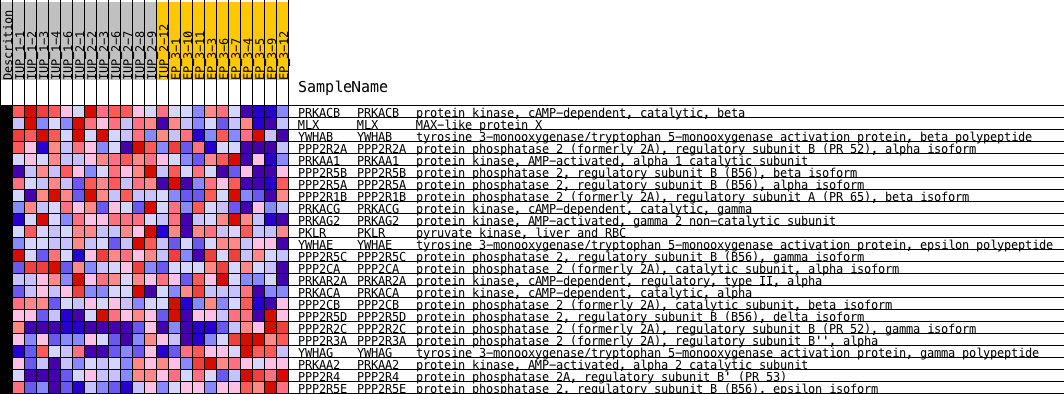 Descrition
IUP_1-1
IUP_1-2
IUP_1-3
IUP_1-4
IUP_1-6
IUP_2-1
IUP_2-2
IUP_2-3
IUP_2-6
IUP_2-7
IUP_2-8
IUP_2-9
IUP_2-12
EP_3-1
EP_3-10
EP_3-11
EP_3-3
EP_3-6
EP_3-7
EP_3-4
EP_3-5
EP_3-9
EP_3-12
SampleName
PRKACB PRKACB protein kinase, cAMP-dependent, catalytic, beta
MLX MLX MAX-like protein X
YWHAB YWHAB tyrosine 3-monooxygenase/tryptophan 5-monooxygenase activation protein, beta polypeptide
PPP2R2A PPP2R2A protein phosphatase 2 (formerly 2A), regulatory subunit B (PR 52), alpha isoform
PRKAA1 PRKAA1 protein kinase, AMP-activated, alpha 1 catalytic subunit
PPP2R5B PPP2R5B protein phosphatase 2, regulatory subunit B (B56), beta isoform
PPP2R5A PPP2R5A protein phosphatase 2, regulatory subunit B (B56), alpha isoform
PPP2R1B PPP2R1B protein phosphatase 2 (formerly 2A), regulatory subunit A (PR 65), beta isoform
PRKACG PRKACG protein kinase, cAMP-dependent, catalytic, gamma
PRKAG2 PRKAG2 protein kinase, AMP-activated, gamma 2 non-catalytic subunit
PKLR PKLR pyruvate kinase, liver and RBC
YWHAE YWHAE tyrosine 3-monooxygenase/tryptophan 5-monooxygenase activation protein, epsilon polypeptide
PPP2R5C PPP2R5C protein phosphatase 2, regulatory subunit B (B56), gamma isoform
PPP2CA PPP2CA protein phosphatase 2 (formerly 2A), catalytic subunit, alpha isoform
PRKAR2A PRKAR2A protein kinase, cAMP-dependent, regulatory, type II, alpha
PRKACA PRKACA protein kinase, cAMP-dependent, catalytic, alpha
PPP2CB PPP2CB protein phosphatase 2 (formerly 2A), catalytic subunit, beta isoform
PPP2R5D PPP2R5D protein phosphatase 2, regulatory subunit B (B56), delta isoform
PPP2R2C PPP2R2C protein phosphatase 2 (formerly 2A), regulatory subunit B (PR 52), gamma isoform
PPP2R3A PPP2R3A protein phosphatase 2 (formerly 2A), regulatory subunit B'', alpha
YWHAG YWHAG tyrosine 3-monooxygenase/tryptophan 5-monooxygenase activation protein, gamma polypeptide
PRKAA2 PRKAA2 protein kinase, AMP-activated, alpha 2 catalytic subunit
PPP2R4 PPP2R4 protein phosphatase 2A, regulatory subunit B' (PR 53)
PPP2R5E PPP2R5E protein phosphatase 2, regulatory subunit B (B56), epsilon isoform